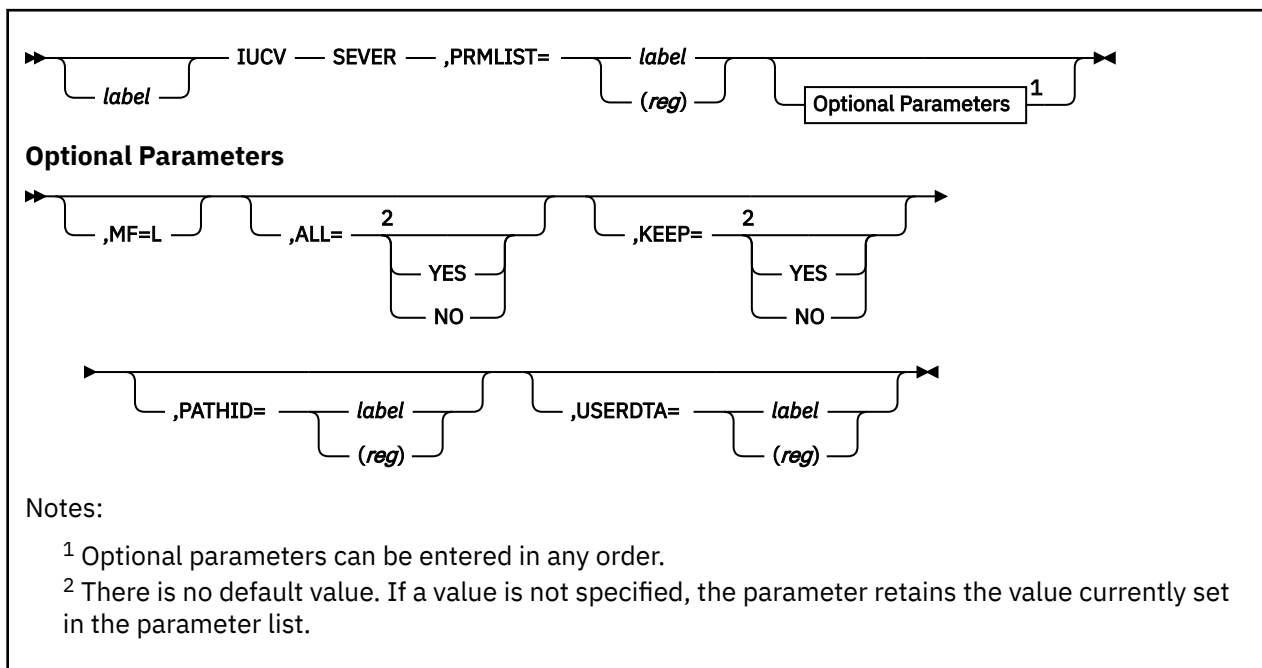 IUCV SEVER ,PRMLIST= label
label (reg) Optional Parameters 1
Optional Parameters
,MF=L ,ALL= 2 ,KEEP= 2
YES YES
NO NO
,PATHID= label ,USERDTA= label
(reg) (reg)
Notes:
1 Optional parameters can be entered in any order.
2 There is no default value. If a value is not specified, the parameter retains the value currently set
in the parameter list.